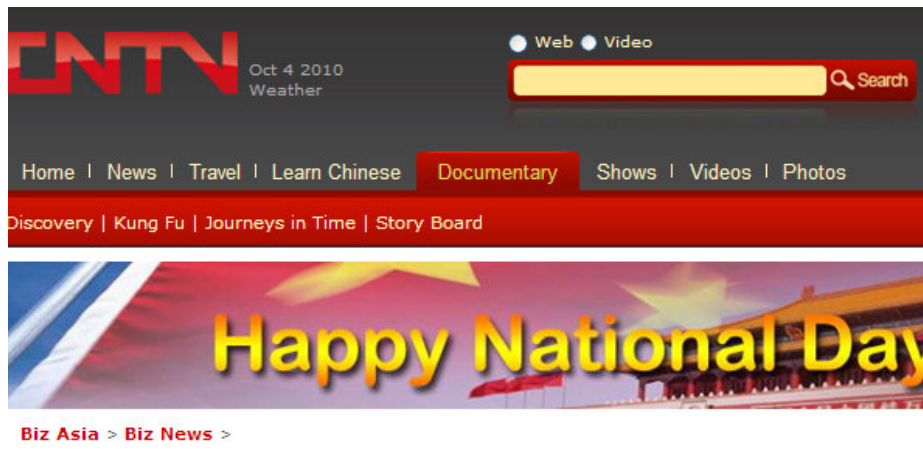 CNTV
Web Video
Oct 4 2010
Weather
Search
Home | News | Travel | Learn Chinese Documentary Shows | Videos | Photos
Discovery | Kung Fu | Journeys in Time | Story Board
Happy National Day
Biz Asia > Biz News >